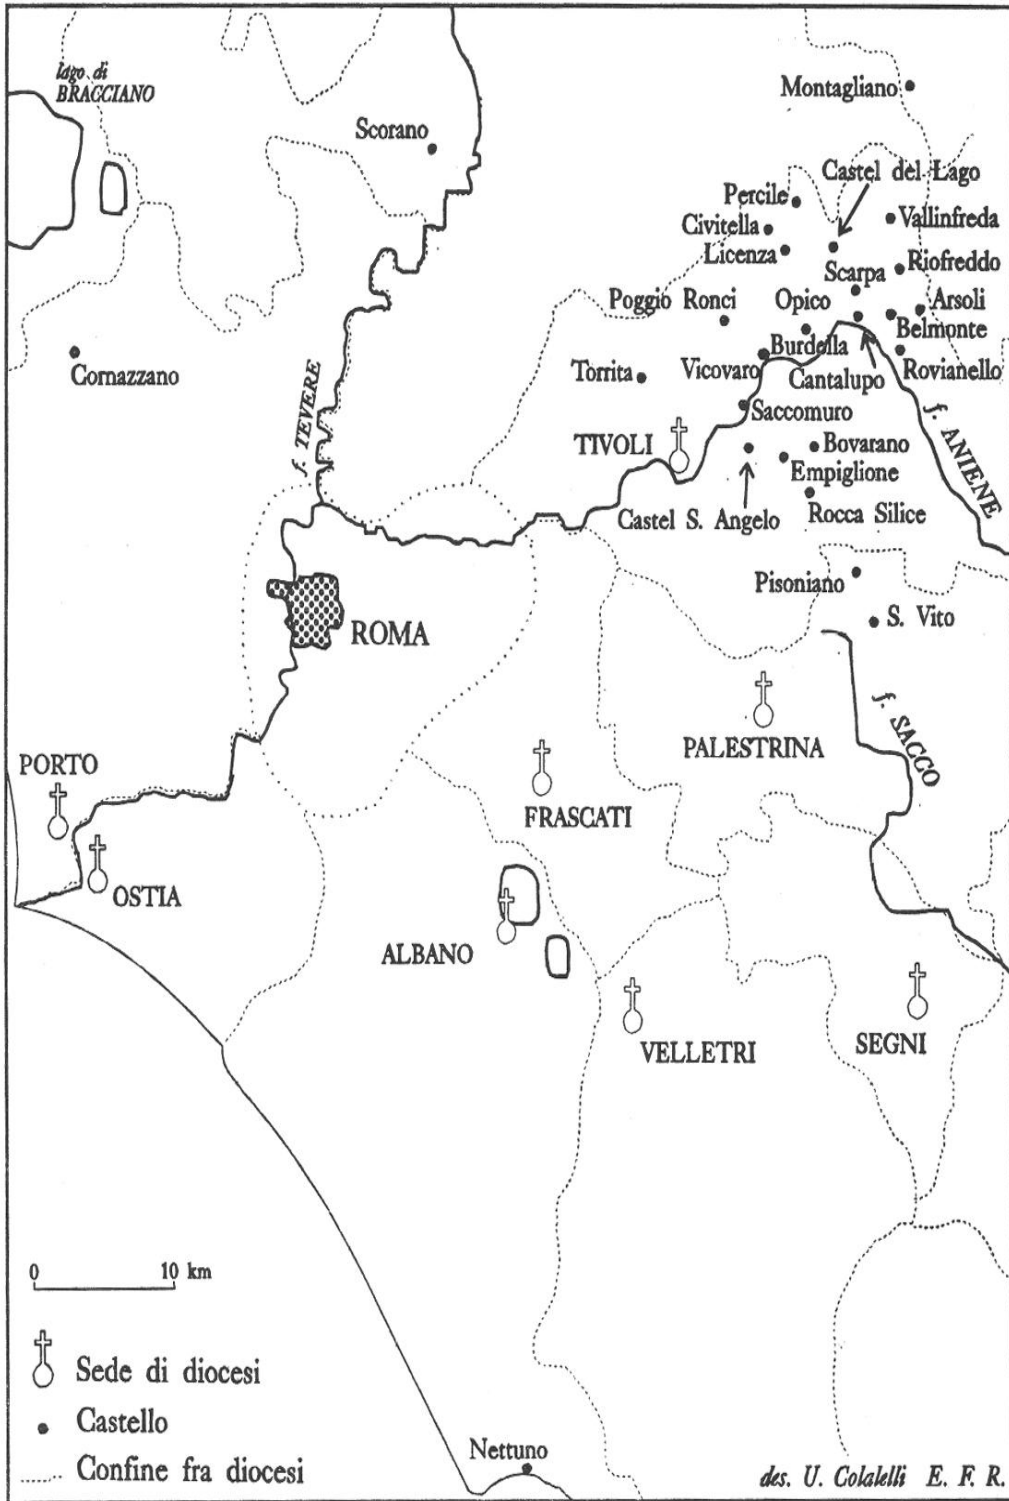 lago di
BRACCIANO
Montagliano
Scorano
Castel del Lago
Percile
Vallinfreda
Civitella
Licenza
Riofreddo
Scarpa
Poggio Ronci
Opico
Arsoli
Belmonte
Burdella
Cornazzano
Torrita
Vicovaro
Cantalupo
Rovianello
f. TEVERE
Saccomuro
f. ANIENE
TIVOLI
Bovarano
Empiglione
Castel S. Angelo
Rocca Silice
Pisoniano
S. Vito
ROMA
f. SACCO
PALESTRINA
PORTO
FRASCATI
OSTIA
ALBANO
VELLETRI
SEGNI
0 10 km
Sede di diocesi
Castello
Confine fra diocesi
Nettuno
des. U. Colalelli E. F. R.